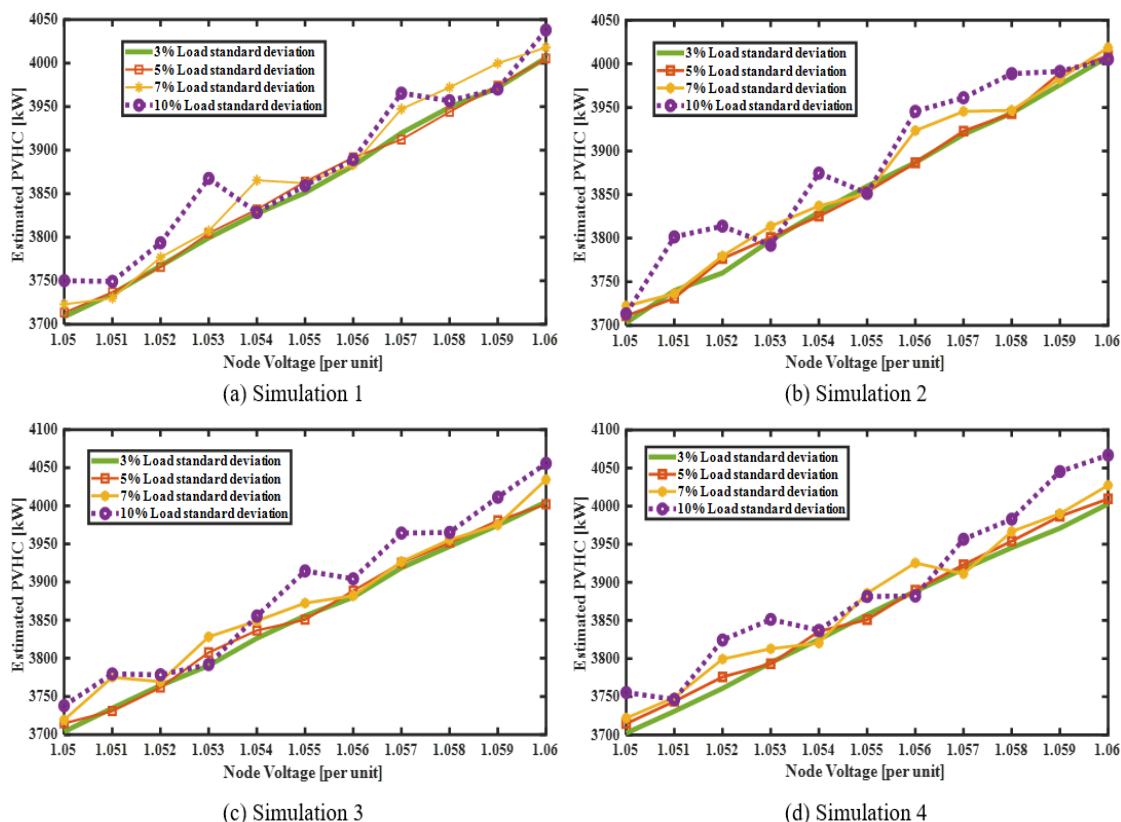 4050
4000
3950
3900
3850
3800
3750
3700
Estimated PVHC [kW]
3% Load standard deviation
5% Load standard deviation
7% Load standard deviation
10% Load standard deviation
1.05 1.051 1.052 1.053 1.054 1.055 1.056 1.057 1.058 1.059 1.06
Node Voltage [per unit]
(a) Simulation 1
4050
4000
3950
3900
3850
3800
3750
3700
Estimated PVHC [kW]
3% Load standard deviation
5% Load standard deviation
7% Load standard deviation
10% Load standard deviation
1.05 1.051 1.052 1.053 1.054 1.055 1.056 1.057 1.058 1.059 1.06
Node Voltage [per unit]
(b) Simulation 2
4100
4050
4000
3950
3900
3850
3800
3750
3700
Estimated PVHC [kW]
3% Load standard deviation
5% Load standard deviation
7% Load standard deviation
10% Load standard deviation
1.05 1.051 1.052 1.053 1.054 1.055 1.056 1.057 1.058 1.059 1.06
Node Voltage [per unit]
(c) Simulation 3
4100
4050
4000
3950
3900
3850
3800
3750
3700
Estimated PVHC [kW]
3% Load standard deviation
5% Load standard deviation
7% Load standard deviation
10% Load standard deviation
1.05 1.051 1.052 1.053 1.054 1.055 1.056 1.057 1.058 1.059 1.06
Node Voltage [per unit]
(d) Simulation 4